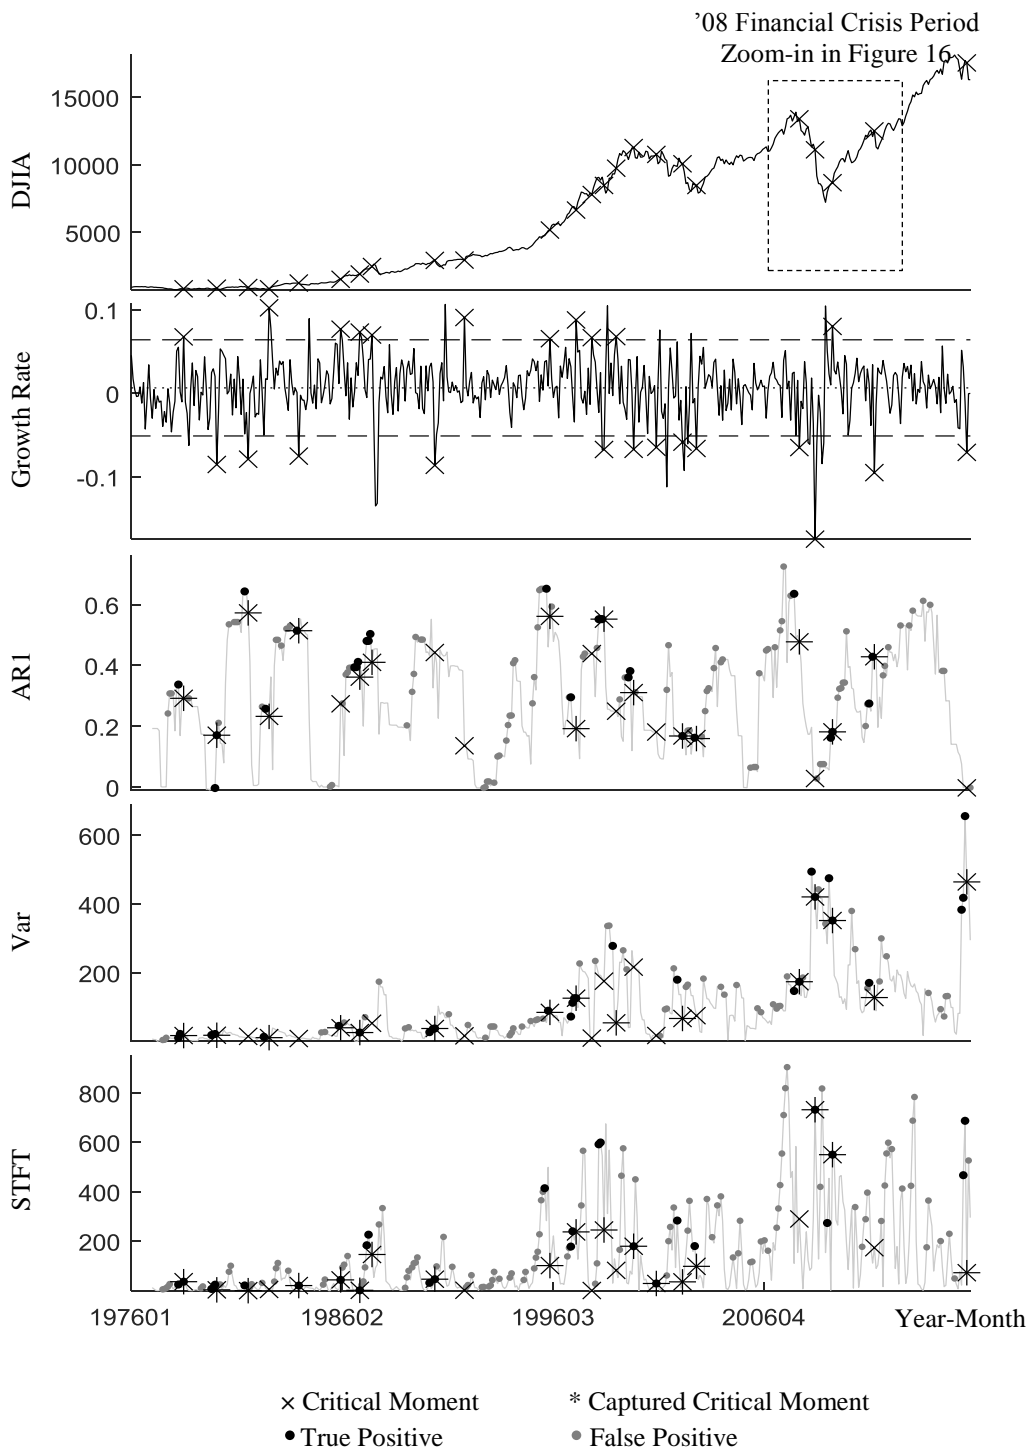 '08 Financial Crisis Period
Zoom-in in Figure 16
DJIA
15000
10000
5000
Growth Rate
0.1
0
-0.1
AR1
0.6
0.4
0.2
0
Var
600
400
200
STFT
800
600
400
200
197601
198602
199603
200604
Year-Month
× Critical Moment
* Captured Critical Moment
● True Positive
● False Positive